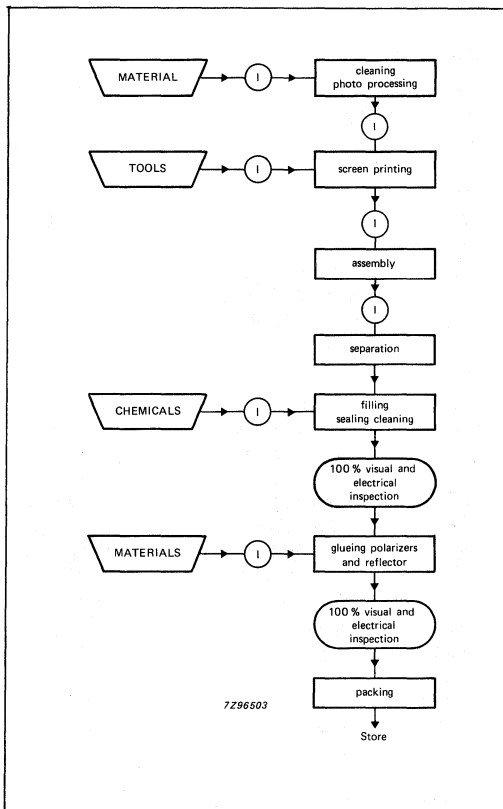 MATERIAL
I
cleaning
photo processing
I
TOOLS
I
screen printing
I
assembly
I
separation
CHEMICALS
I
filling
sealing cleaning
100 % visual and
electrical
inspection
MATERIALS
I
glueing polarizers
and reflector
100 % visual and
electrical
inspection
packing
7Z96503
Store